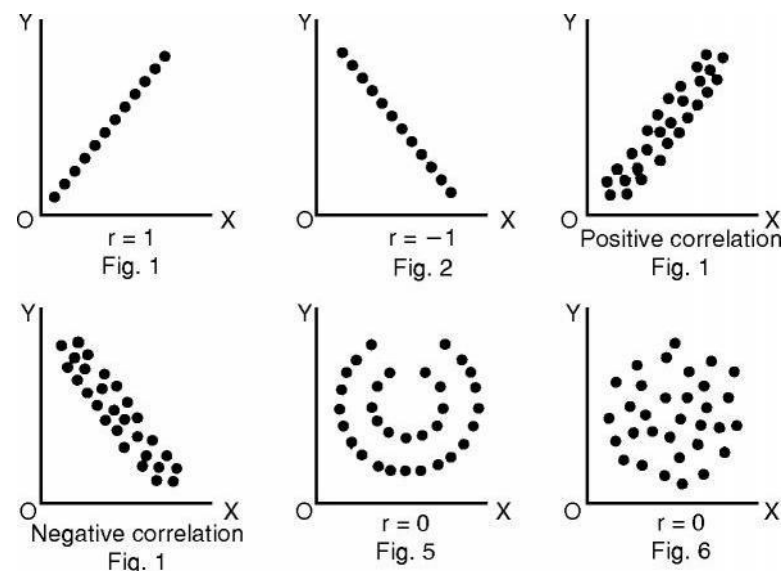 Y
O X
r = 1
Fig. 1
Y
O X
r = −1
Fig. 2
Y
O X
Positive correlation
Fig. 1
Y
O X
Negative correlation
Fig. 1
Y
O X
r = 0
Fig. 5
Y
O X
r = 0
Fig. 6